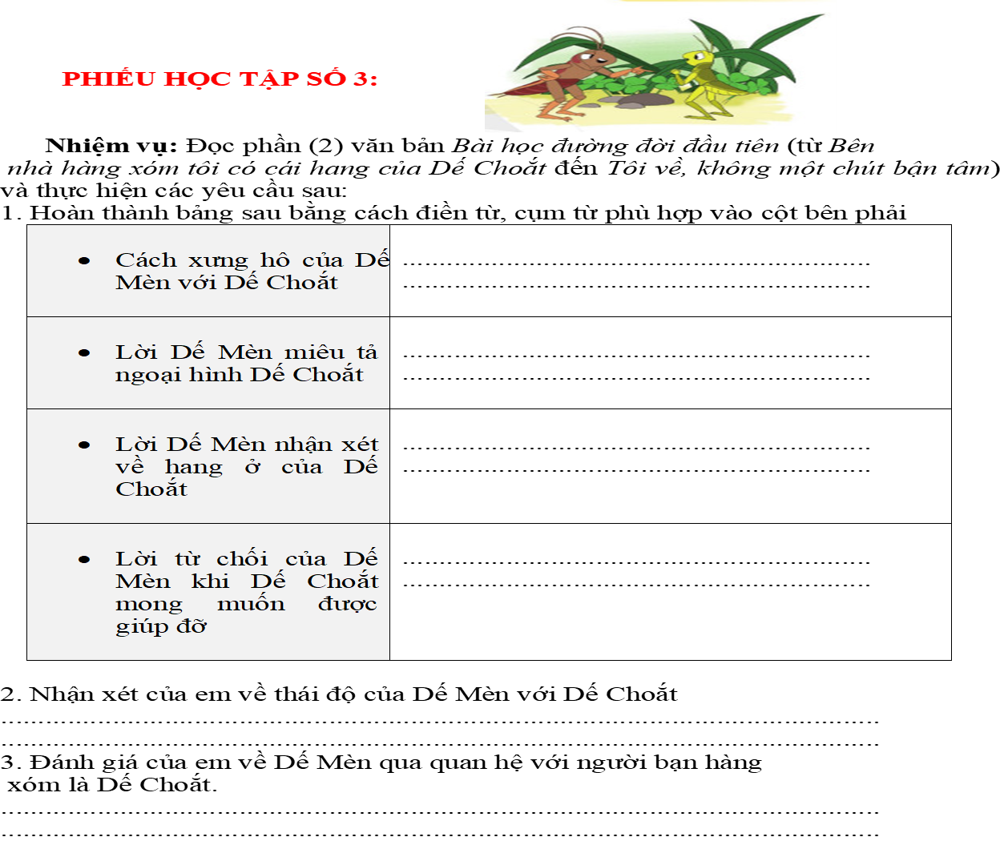 PHIẾU HỌC TẬP SỐ 3:
Nhiệm vụ: Đọc phần (2) văn bản Bài học đường đời đầu tiên (từ Bên
nhà hàng xóm tôi có cái hang của Dế Choắt đến Tôi về, không một chút bận tâm)
và thực hiện các yêu cầu sau:
1. Hoàn thành bảng sau bằng cách điền từ, cụm từ phù hợp vào cột bên phải
• Cách xưng hô của Dế
Mèn với Dế Choắt
................................................................
................................................................
• Lời Dế Mèn miêu tả
ngoại hình Dế Choắt
................................................................
................................................................
• Lời Dế Mèn nhận xét
về hang ở của Dế
Choắt
................................................................
................................................................
• Lời từ chối của Dế
Mèn khi Dế Choắt
mong muốn được
giúp đỡ
................................................................
................................................................
2. Nhận xét của em về thái độ của Dế Mèn với Dế Choắt
........................................................................................................................
........................................................................................................................
3. Đánh giá của em về Dế Mèn qua quan hệ với người bạn hàng
xóm là Dế Choắt.
........................................................................................................................
........................................................................................................................